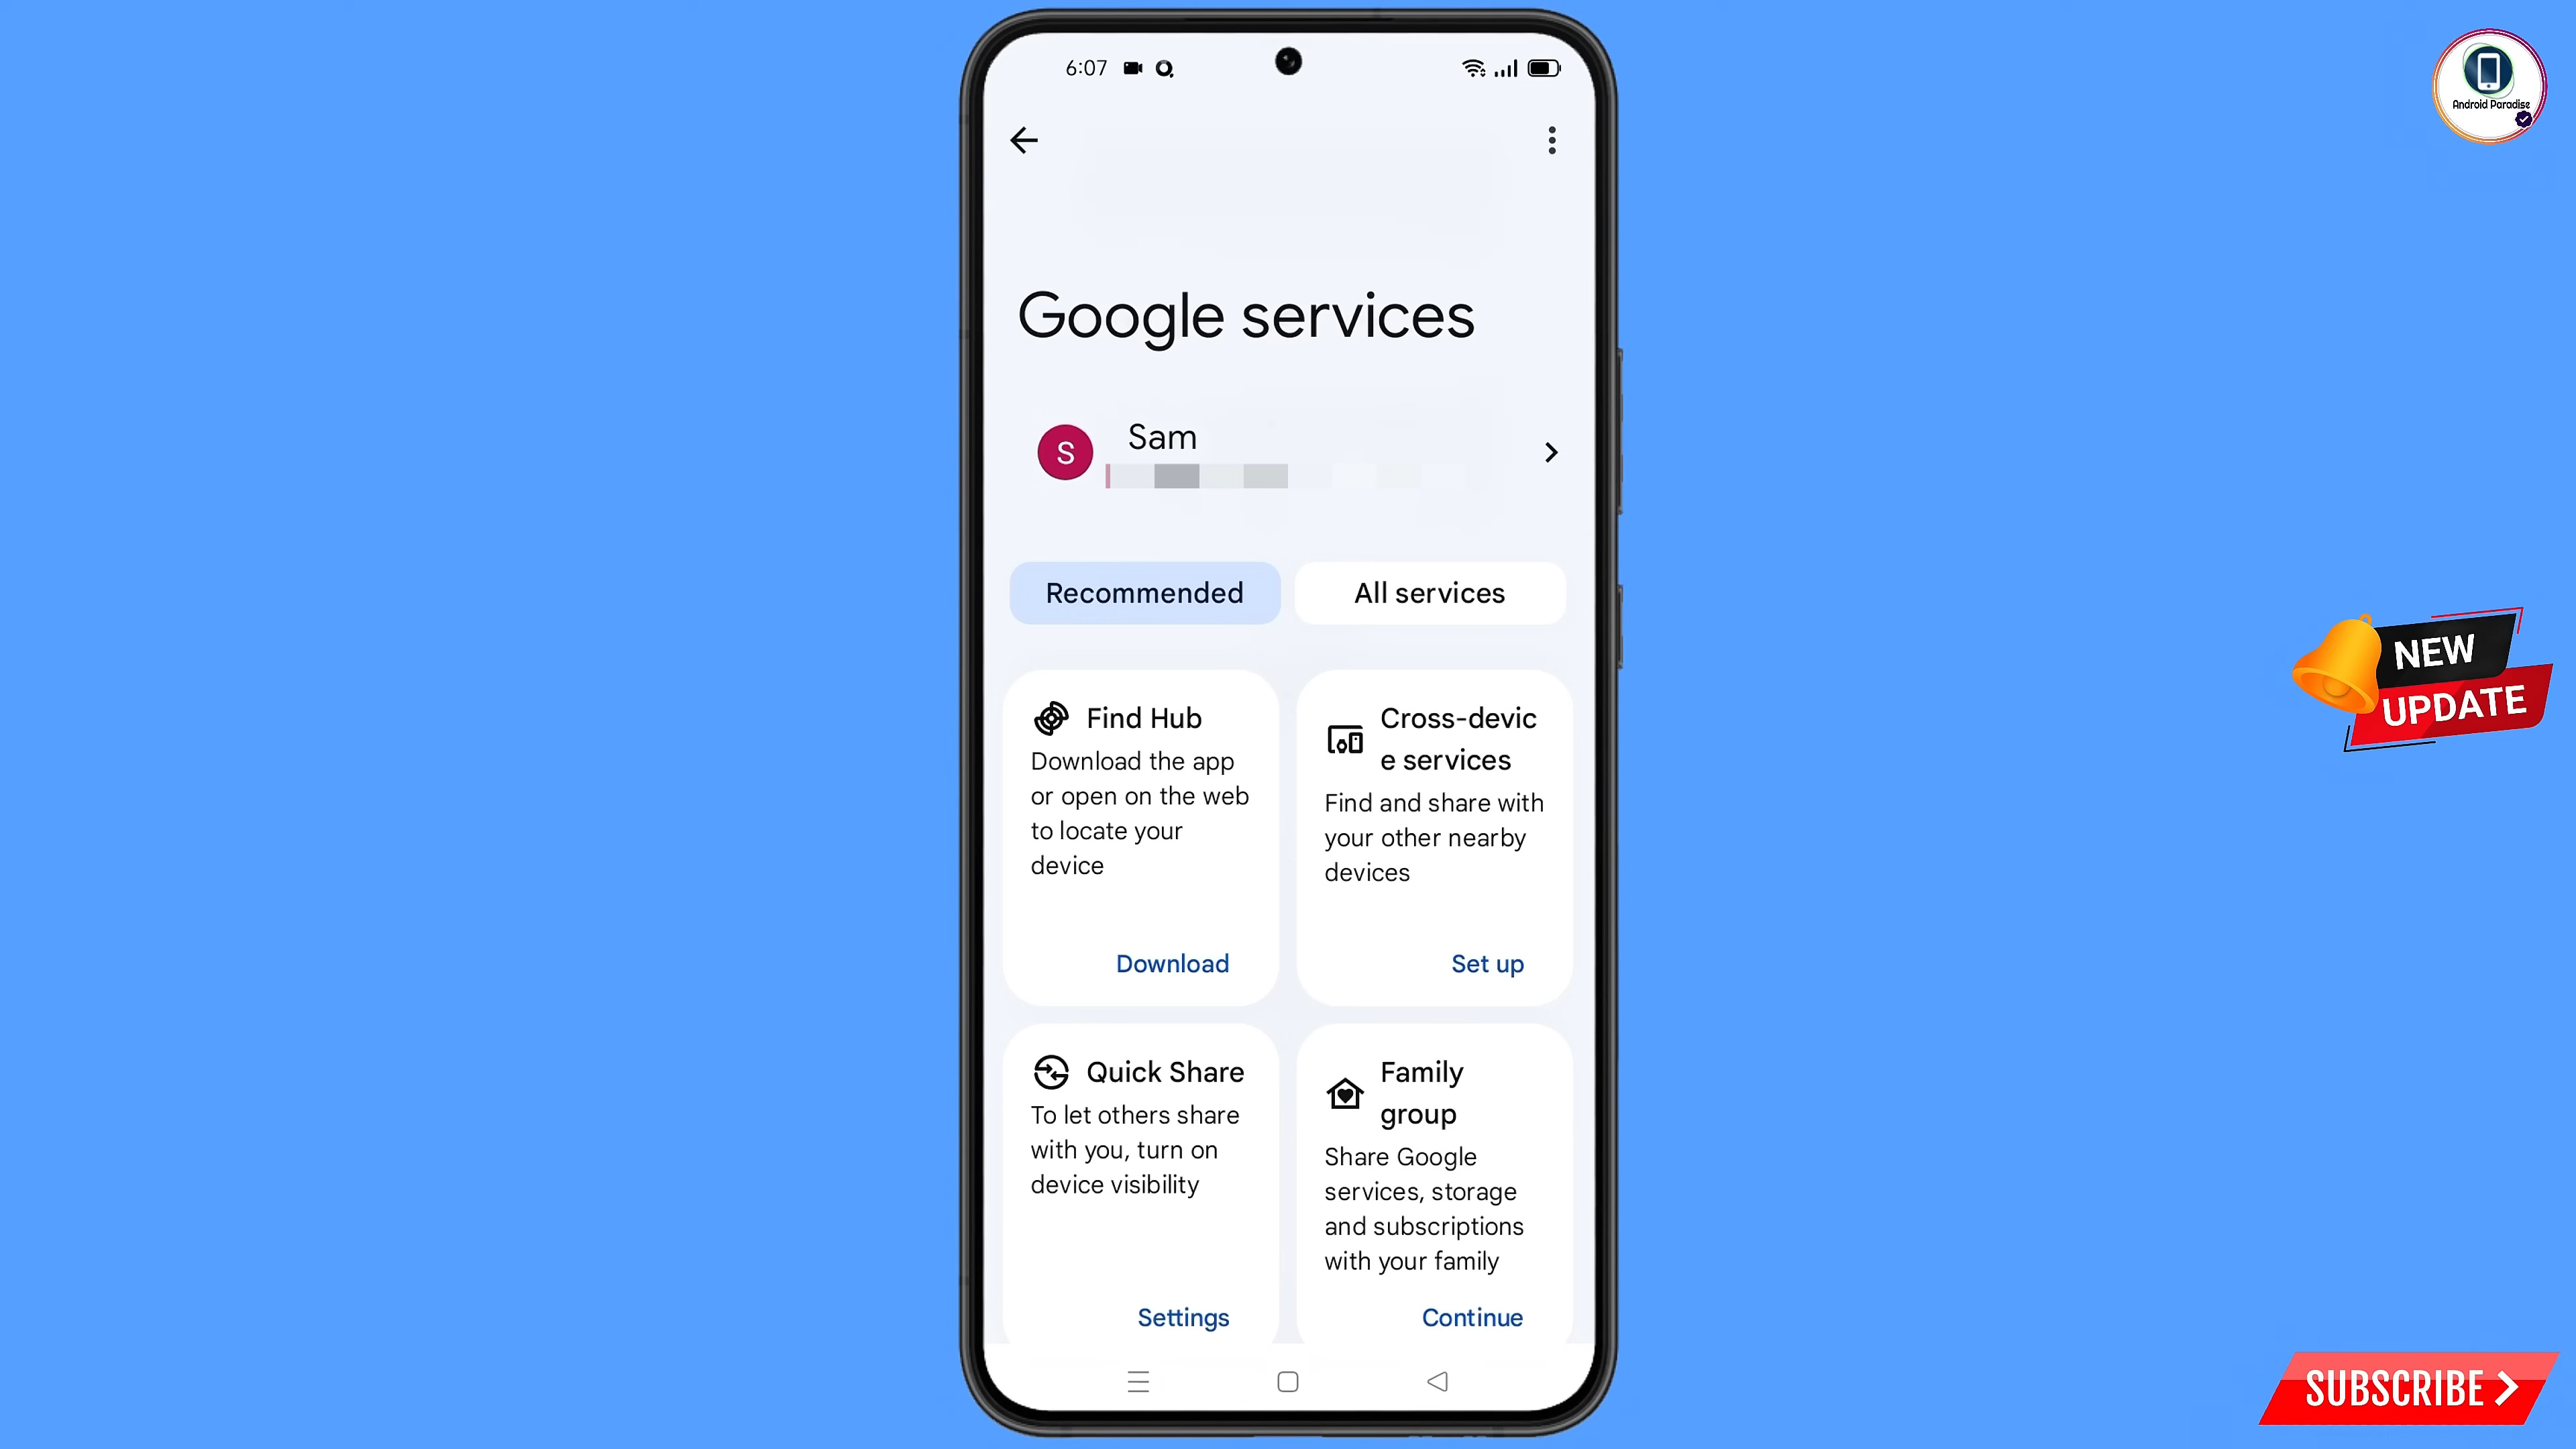 6:07
Android Paradise
Google services
S
Sam
Recommended
All services
Find Hub
Download the app
or open on the web
to locate your
device
Download
Cross-devic
e services
Find and share with
your other nearby
devices
Set up
Quick Share
To let others share
with you, turn on
device visibility
Settings
Family
group
Share Google
services, storage
and subscriptions
with your family
Continue
NEW
UPDATE
SUBSCRIBE